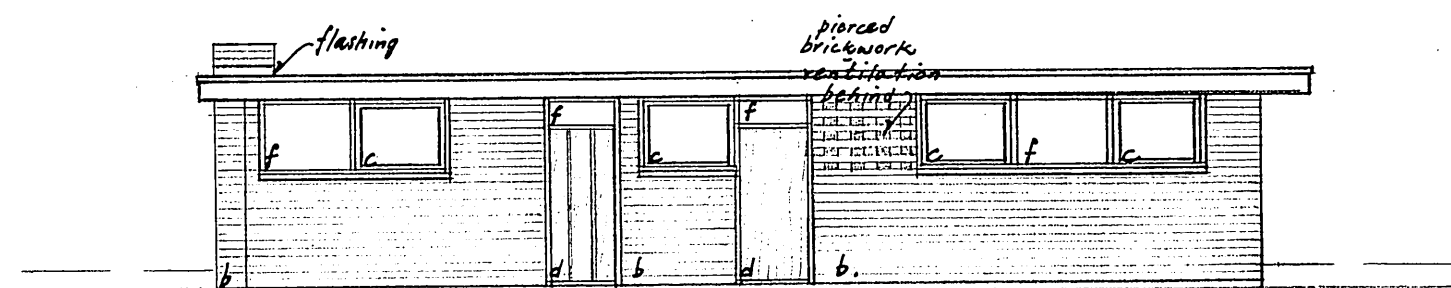 flashing
pierced
brickwork
ventilation
behind
f
c
f
c
f
c
f
c
b
d
b
d
b.